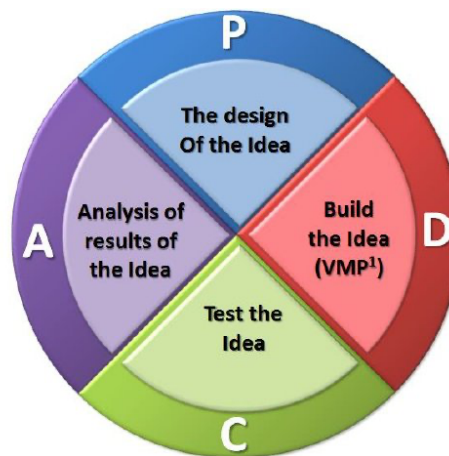 P
The design
Of the Idea
D
Build
the Idea
(VMP¹)
C
Test the
Idea
A
Analysis of
results of
the Idea